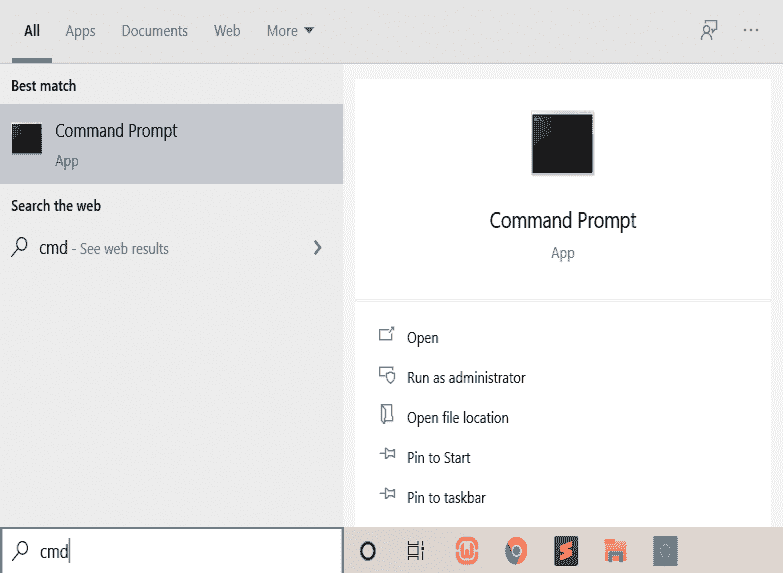 All Apps Documents Web More
Best match
Command Prompt
App
Search the web
cmd - See web results
Command Prompt
App
Open
Run as administrator
Open file location
Pin to Start
Pin to taskbar
cmd